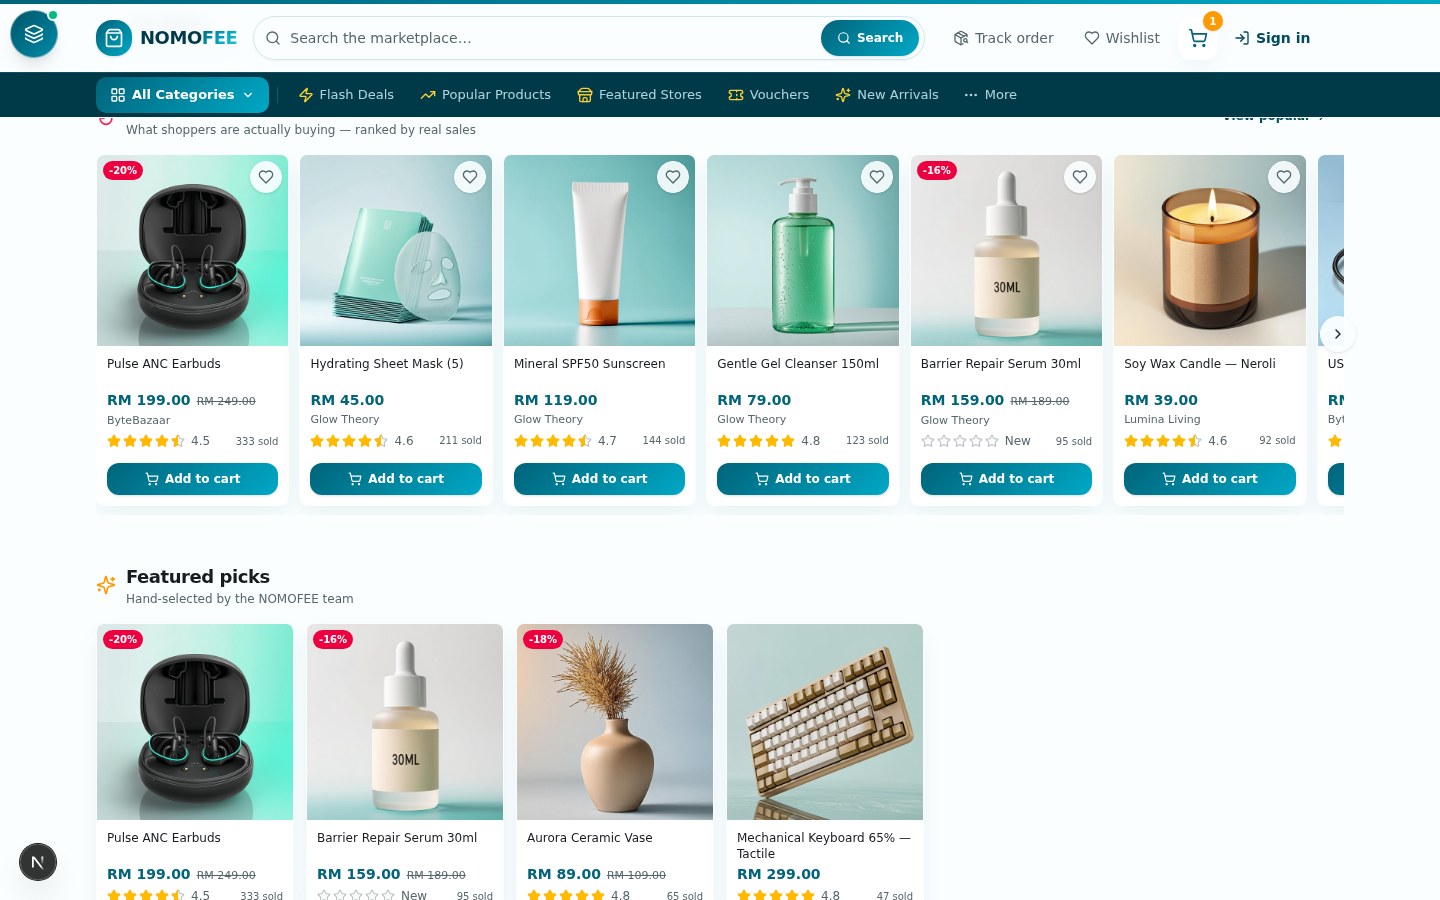 NOMOFEE
Search the marketplace...
Search
Track order
Wishlist
1
Sign in
All Categories
Flash Deals
Popular Products
Featured Stores
Vouchers
New Arrivals
More
What shoppers are actually buying — ranked by real sales
View popular
-20%
-16%
30ML
Pulse ANC Earbuds
RM 199.00 RM 249.00
ByteBazaar
4.5 333 sold
Add to cart
Hydrating Sheet Mask (5)
RM 45.00
Glow Theory
4.6 211 sold
Add to cart
Mineral SPF50 Sunscreen
RM 119.00
Glow Theory
4.7 144 sold
Add to cart
Gentle Gel Cleanser 150ml
RM 79.00
Glow Theory
4.8 123 sold
Add to cart
Barrier Repair Serum 30ml
RM 159.00 RM 189.00
Glow Theory
New 95 sold
Add to cart
Soy Wax Candle — Neroli
RM 39.00
Lumina Living
4.6 92 sold
Add to cart
Featured picks
Hand-selected by the NOMOFEE team
-20%
-16%
-18%
30ML
Pulse ANC Earbuds
RM 199.00 RM 249.00
4.5 333 sold
Barrier Repair Serum 30ml
RM 159.00 RM 189.00
New 95 sold
Aurora Ceramic Vase
RM 89.00 RM 109.00
4.8 65 sold
Mechanical Keyboard 65% —
Tactile
RM 299.00
4.8 47 sold
N